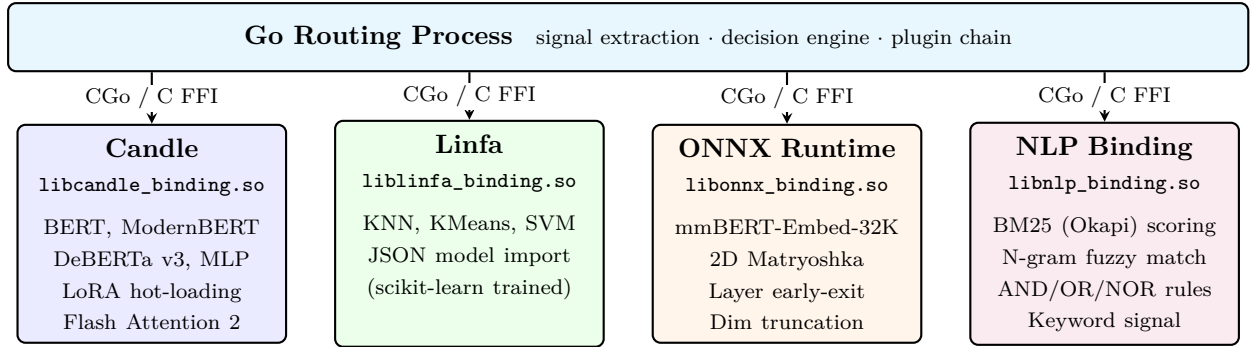 Go Routing Process signal extraction · decision engine · plugin chain
CGo / C FFI
CGo / C FFI
CGo / C FFI
CGo / C FFI
Candle
libcandle_binding.so
BERT, ModernBERT
DeBERTa v3, MLP
LoRA hot-loading
Flash Attention 2
Linfa
liblinfa_binding.so
KNN, KMeans, SVM
JSON model import
(scikit-learn trained)
ONNX Runtime
libonnx_binding.so
mmBERT-Embed-32K
2D Matryoshka
Layer early-exit
Dim truncation
NLP Binding
libnlp_binding.so
BM25 (Okapi) scoring
N-gram fuzzy match
AND/OR/NOR rules
Keyword signal